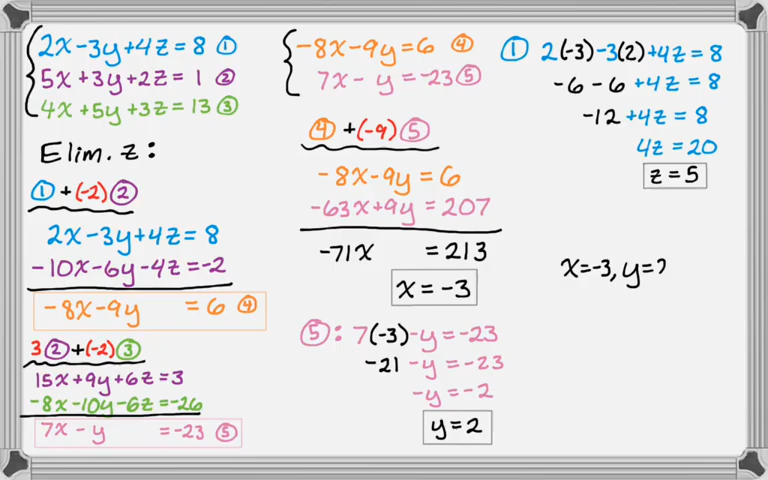 2x-3y+4z=8 ①
5x+3y+2z=1 ②
4x+5y+3z=13 ③
Elim. z:
①+(-2)②
2x-3y+4z=8
-10x-6y-4z=-2
-8x-9y =6 ④
3②+(-2)③
15x+9y+6z=3
-8x-10y-6z=-26
7x-y =-23 ⑤
-8x-9y=6 ④
7x-y=-23 ⑤
④+(-9)⑤
-8x-9y=6
-63x+9y=207
-71x =213
x=-3
⑤: 7(-3)-y=-23
-21-y=-23
-y=-2
y=2
① 2(-3)-3(2)+4z=8
-6-6+4z=8
-12+4z=8
4z=20
z=5
x=-3, y=